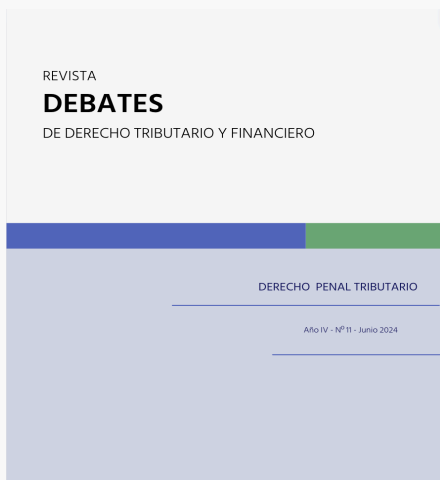 REVISTA
DEBATES
DE DERECHO TRIBUTARIO Y FINANCIERO
DERECHO PENAL TRIBUTARIO
Año IV - Nº 11 - Junio 2024